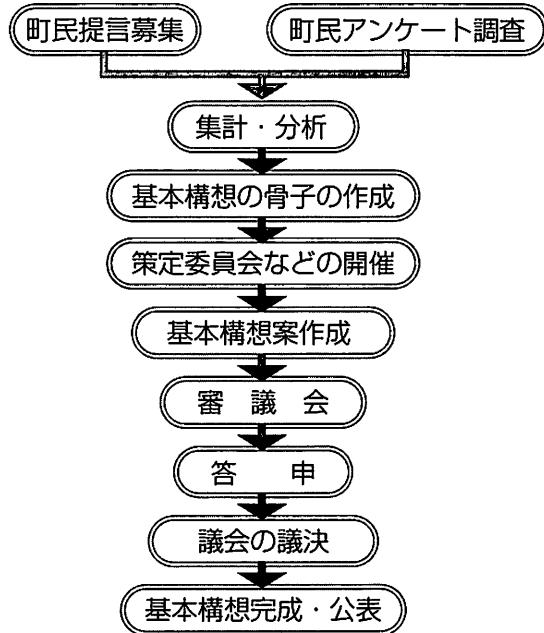 町民提言募集
町民アンケート調査
集計・分析
基本構想の骨子の作成
策定委員会などの開催
基本構想案作成
審　議　会
答　　申
議会の議決
基本構想完成・公表